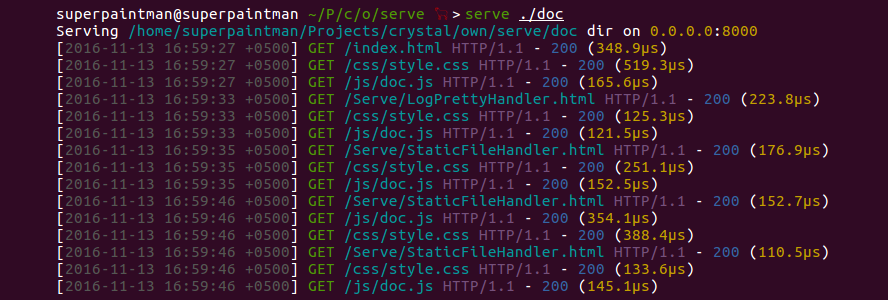 superpaintman@superpaintman ~/P/c/o/serve 🐕 > serve ./doc
Serving /home/superpaintman/Projects/crystal/own/serve/doc dir on 0.0.0.0:8000
[2016-11-13 16:59:27 +0500] GET /index.html HTTP/1.1 - 200 (348.9µs)
[2016-11-13 16:59:27 +0500] GET /css/style.css HTTP/1.1 - 200 (519.3µs)
[2016-11-13 16:59:27 +0500] GET /js/doc.js HTTP/1.1 - 200 (165.6µs)
[2016-11-13 16:59:33 +0500] GET /Serve/LogPrettyHandler.html HTTP/1.1 - 200 (223.8µs)
[2016-11-13 16:59:33 +0500] GET /css/style.css HTTP/1.1 - 200 (125.3µs)
[2016-11-13 16:59:33 +0500] GET /js/doc.js HTTP/1.1 - 200 (121.5µs)
[2016-11-13 16:59:35 +0500] GET /Serve/StaticFileHandler.html HTTP/1.1 - 200 (176.9µs)
[2016-11-13 16:59:35 +0500] GET /css/style.css HTTP/1.1 - 200 (251.1µs)
[2016-11-13 16:59:35 +0500] GET /js/doc.js HTTP/1.1 - 200 (152.5µs)
[2016-11-13 16:59:46 +0500] GET /Serve/StaticFileHandler.html HTTP/1.1 - 200 (152.7µs)
[2016-11-13 16:59:46 +0500] GET /js/doc.js HTTP/1.1 - 200 (354.1µs)
[2016-11-13 16:59:46 +0500] GET /css/style.css HTTP/1.1 - 200 (388.4µs)
[2016-11-13 16:59:46 +0500] GET /Serve/StaticFileHandler.html HTTP/1.1 - 200 (110.5µs)
[2016-11-13 16:59:46 +0500] GET /css/style.css HTTP/1.1 - 200 (133.6µs)
[2016-11-13 16:59:46 +0500] GET /js/doc.js HTTP/1.1 - 200 (145.1µs)